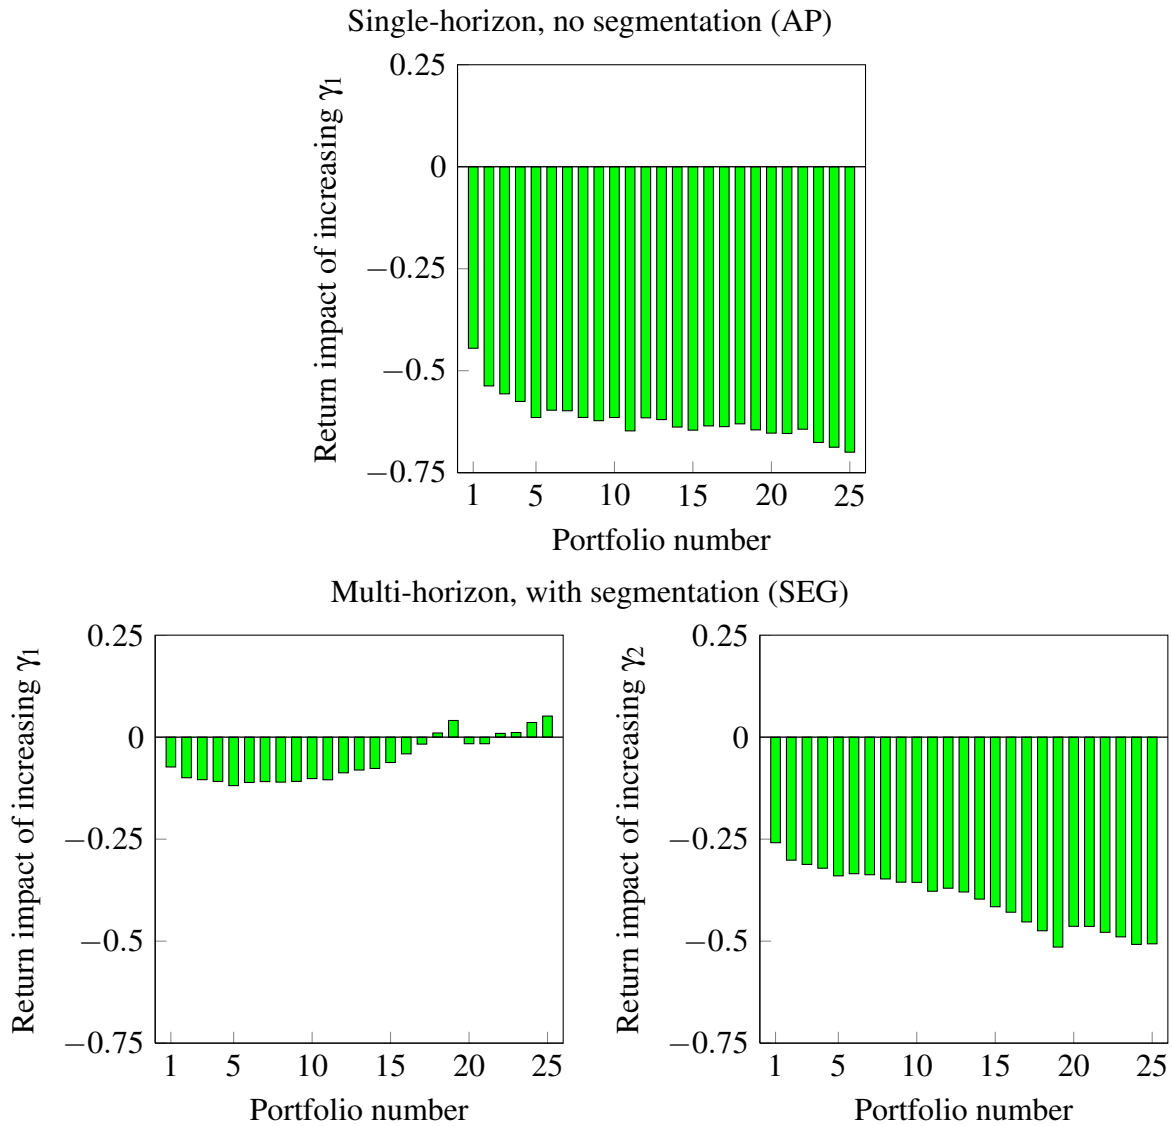 Single-horizon, no segmentation (AP)
Return impact of increasing γ1
0.25
0
−0.25
−0.5
−0.75
1 5 10 15 20 25
Portfolio number
Multi-horizon, with segmentation (SEG)
Return impact of increasing γ1
0.25
0
−0.25
−0.5
−0.75
1 5 10 15 20 25
Portfolio number
Return impact of increasing γ2
0.25
0
−0.25
−0.5
−0.75
1 5 10 15 20 25
Portfolio number